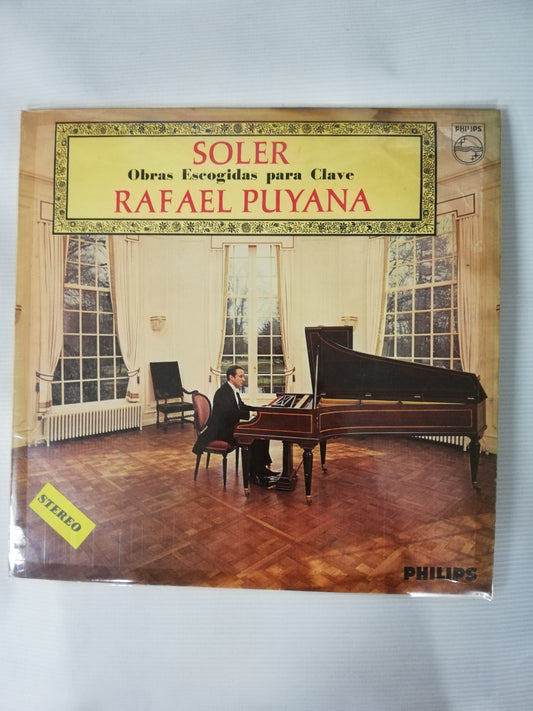 SOLER
Obras Escogidas para Clave
RAFAEL PUYANA
PHILIPS
STEREO
PHILIPS